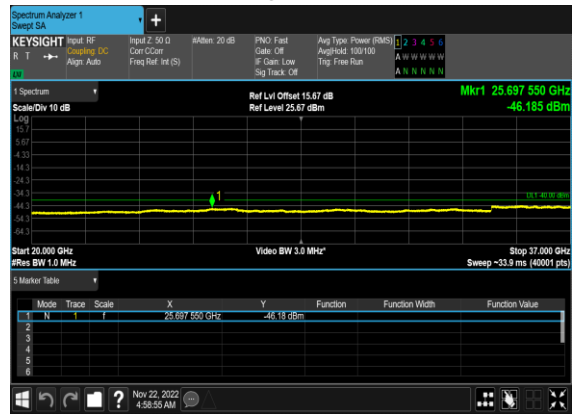 Spectrum Analyzer 1
Swept SA
+
KEYSIGHT Input: RF Input Z: 50 Ω #Atten: 20 dB PNO: Fast Avg Type: Power (RMS) 1 2 3 4 5 6
R T Coupling: DC Corr CCorr Gate: Off Avg|Hold: 100/100 A W W W W W
Align: Auto Freq Ref: Int (S) IF Gain: Low Trig: Free Run
Sig Track: Off A N N N N N
1 Spectrum Ref Lvl Offset 15.67 dB Mkr1 25.697 550 GHz
Scale/Div 10 dB Ref Level 25.67 dBm -46.185 dBm
Log
15.7
5.67
-4.33
-14.3
-24.3
-34.3 1 DL1 -40.00 dBm
-44.3
-54.3
-64.3
Start 20.000 GHz Video BW 3.0 MHz* Stop 37.000 GHz
#Res BW 1.0 MHz Sweep ~33.9 ms (40001 pts)
5 Marker Table
Mode Trace Scale X Y Function Function Width Function Value
1 N 1 f 25.697 550 GHz -46.18 dBm
2
3
4
5
6
? Nov 22, 2022
4:58:55 AM